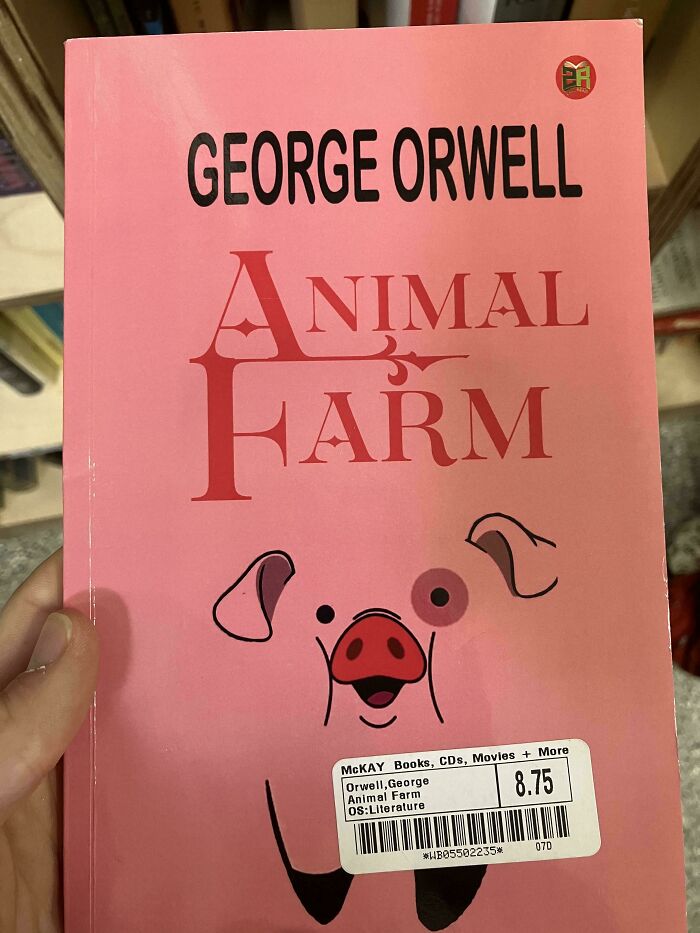 GEORGE ORWELL
ANIMAL
FARM
McKAY Books, CDs, Movies + More
Orwell,George
Animal Farm
OS:Literature
8.75
*WB05502235*
07D